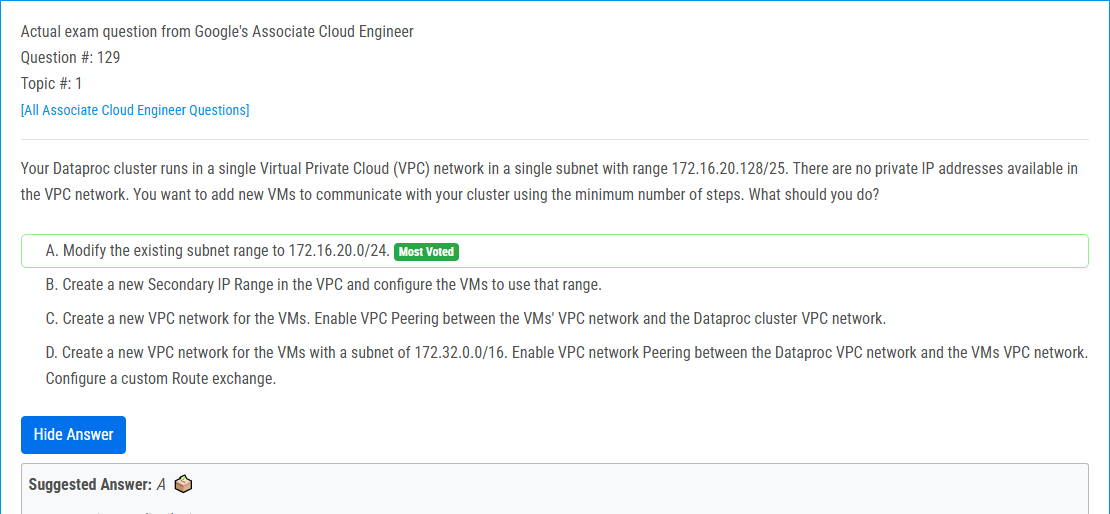 Actual exam question from Google's Associate Cloud Engineer
Question #: 129
Topic #: 1
[All Associate Cloud Engineer Questions]
Your Dataproc cluster runs in a single Virtual Private Cloud (VPC) network in a single subnet with range 172.16.20.128/25. There are no private IP addresses available in
the VPC network. You want to add new VMs to communicate with your cluster using the minimum number of steps. What should you do?
A. Modify the existing subnet range to 172.16.20.0/24. Most Voted
B. Create a new Secondary IP Range in the VPC and configure the VMs to use that range.
C. Create a new VPC network for the VMs. Enable VPC Peering between the VMs' VPC network and the Dataproc cluster VPC network.
D. Create a new VPC network for the VMs with a subnet of 172.32.0.0/16. Enable VPC network Peering between the Dataproc VPC network and the VMs VPC network.
Configure a custom Route exchange.
Hide Answer
Suggested Answer: A